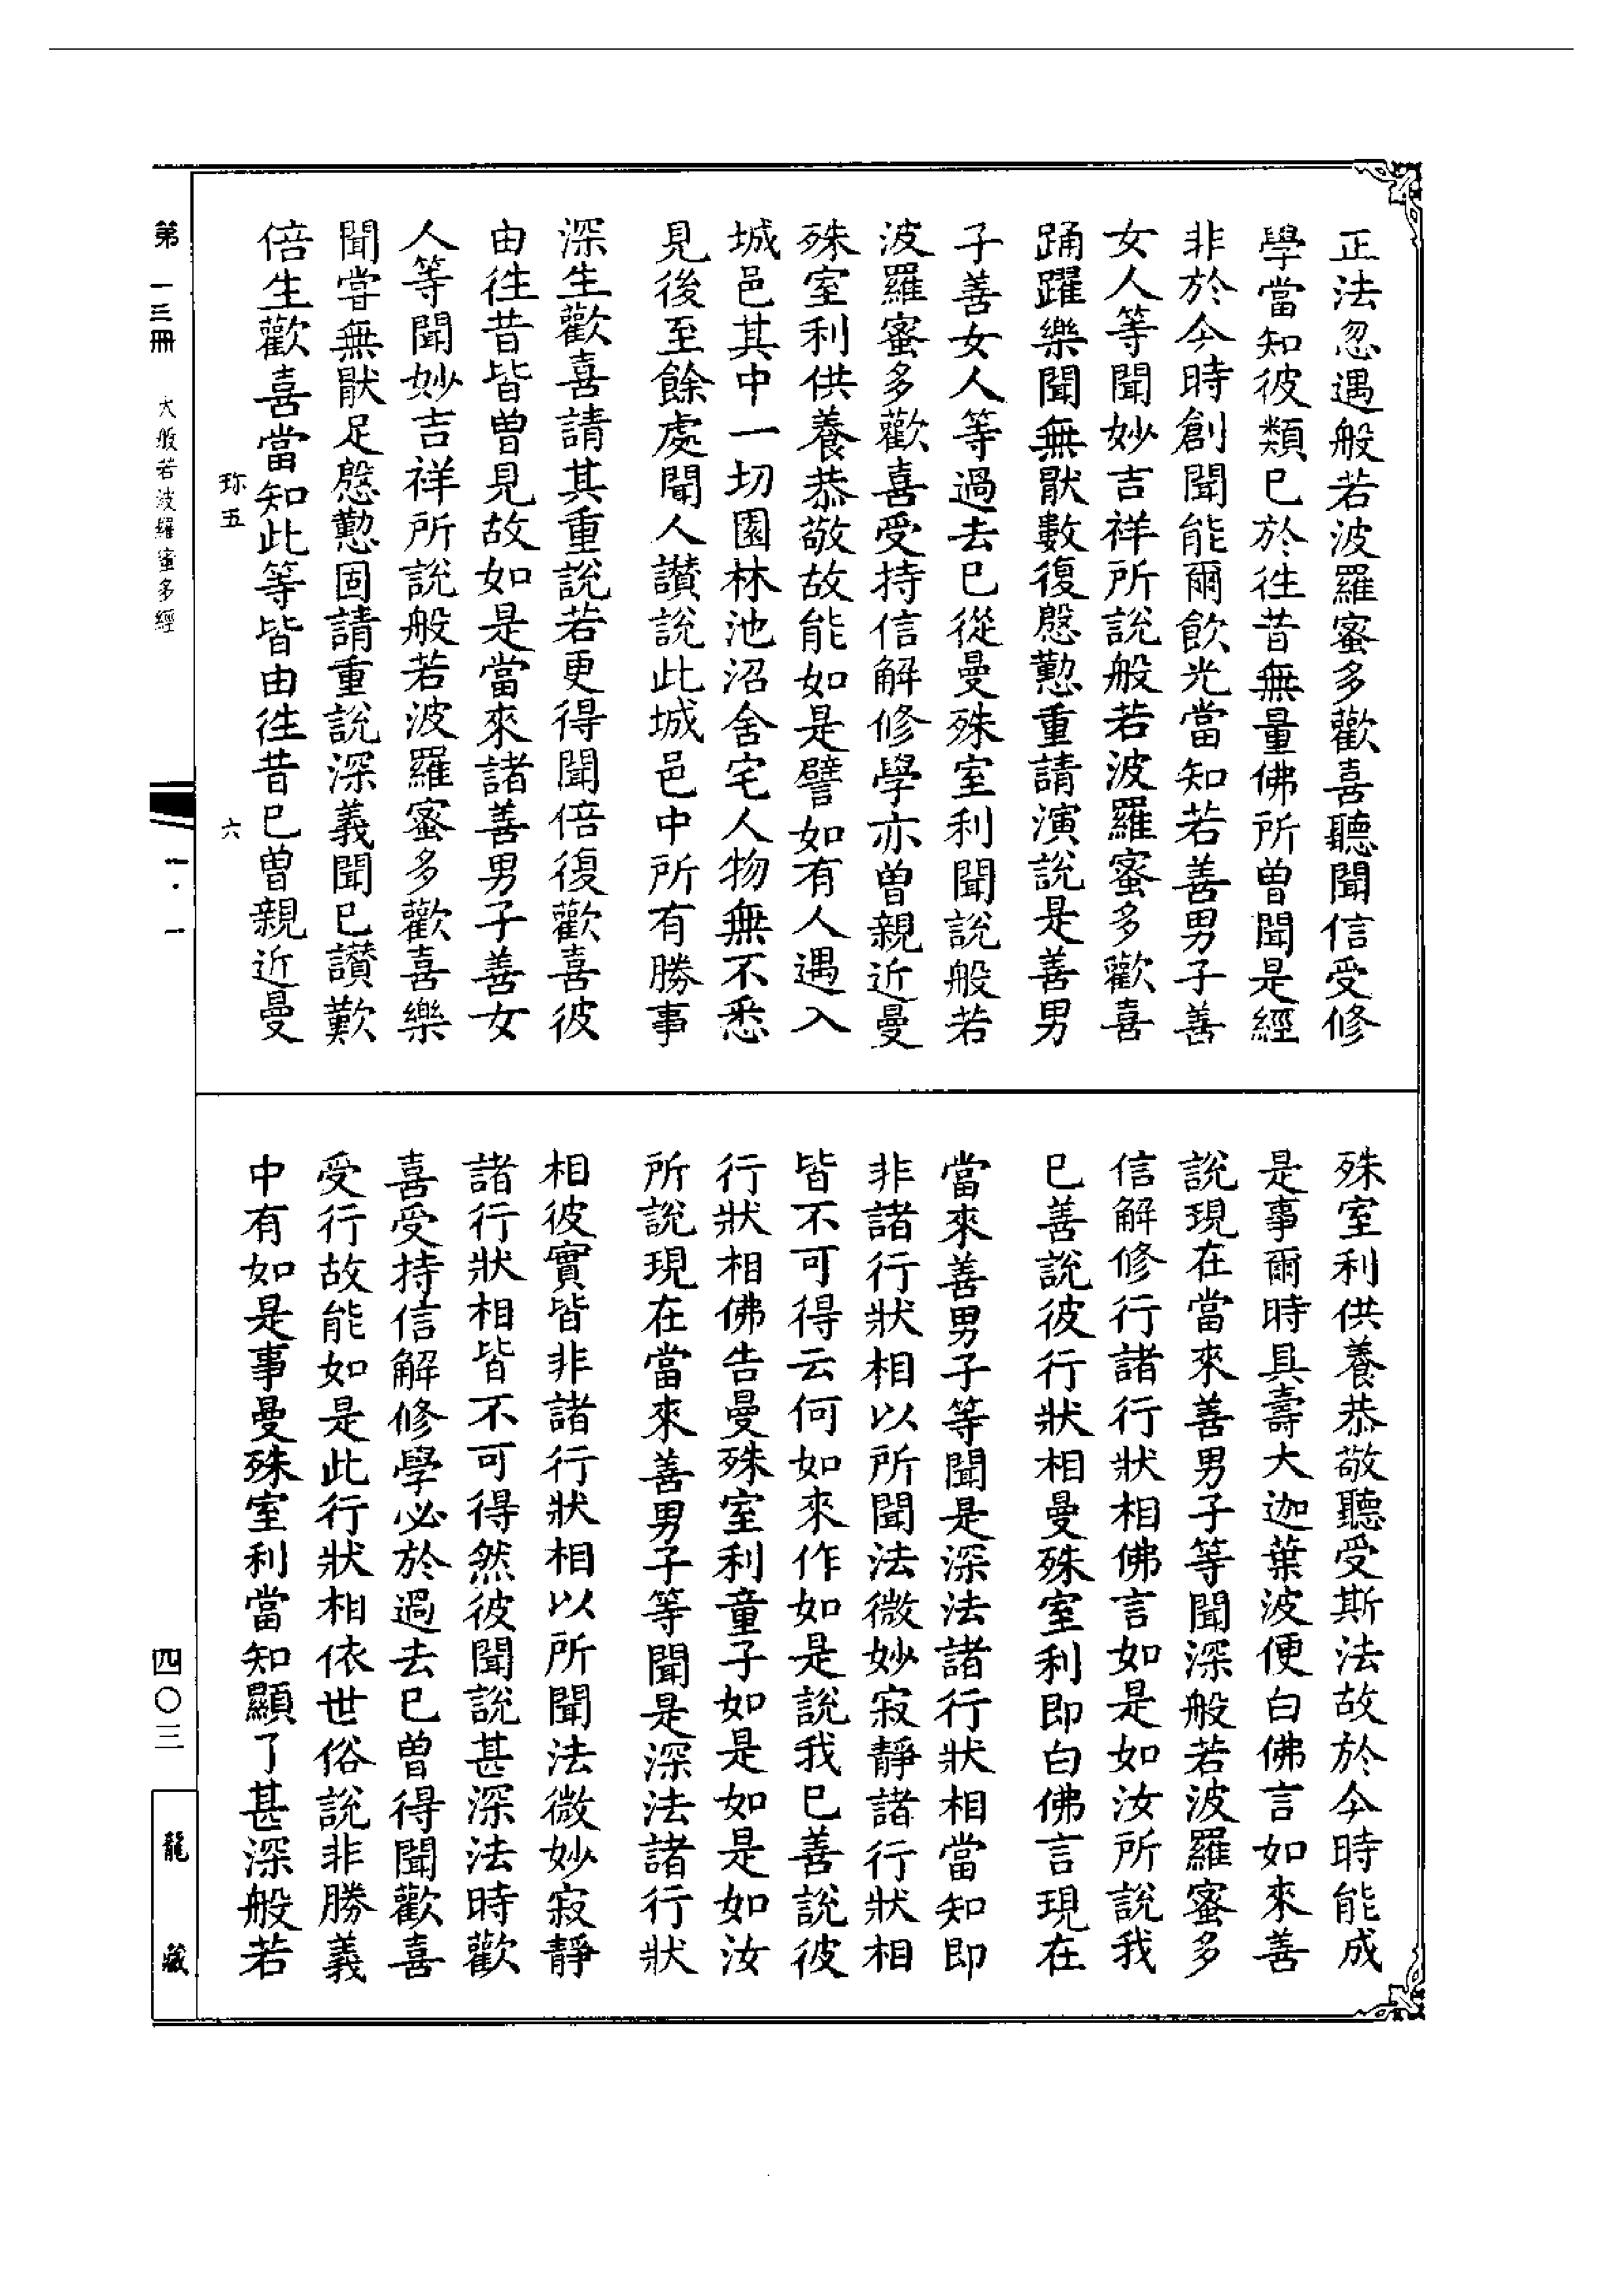 正法忽遇般若波羅蜜多歡喜聽聞信受修
學當知彼類已於往昔無量佛所曾聞是經
非於今時創聞能爾飲光當知若善男子善
女人等聞妙吉祥所說般若波羅蜜多歡喜
踊躍樂聞無猒數復慇懃重請演說是善男
子善女人等過去已從曼殊室利聞說般若
波羅蜜多歡喜受持信解修學亦曾親近曼
殊室利供養恭敬故能如是譬如有人遇入
城邑其中一切園林池沼舍宅人物無不悉
見後至餘處聞人讃說此城邑中所有勝事
深生歡喜請其重說若更得聞倍復歡喜彼
由往昔皆曾見故如是當來諸善男子善女
人等聞妙吉祥所說般若波羅蜜多歡喜樂
聞甞無猒足慇懃固請重說深義聞已讃歎
倍生歡喜當知此等皆由往昔已曾親近曼
珎五 六
殊室利供養恭敬聽受斯法故於今時能成
是事爾時具壽大迦葉波便白佛言如來善
說現在當來善男子等聞深般若波羅蜜多
信解修行諸行狀相佛言如是如汝所說我
已善說彼行狀相曼殊室利即白佛言現在
當來善男子等聞是深法諸行狀相當知即
非諸行狀相以所聞法微妙寂靜諸行狀相
皆不可得云何如來作如是說我已善說彼
行狀相佛告曼殊室利童子如是如是如汝
所說現在當來善男子等聞是深法諸行狀
相彼實皆非諸行狀相以所聞法微妙寂靜
諸行狀相皆不可得然彼聞說甚深法時歡
喜受持信解修學必於過去已曾得聞歡喜
受行故能如是此行狀相依世俗說非勝義
中有如是事曼殊室利當知顯了甚深般若
第一三冊 大般若波羅蜜多經
一·一
四〇三
龍藏